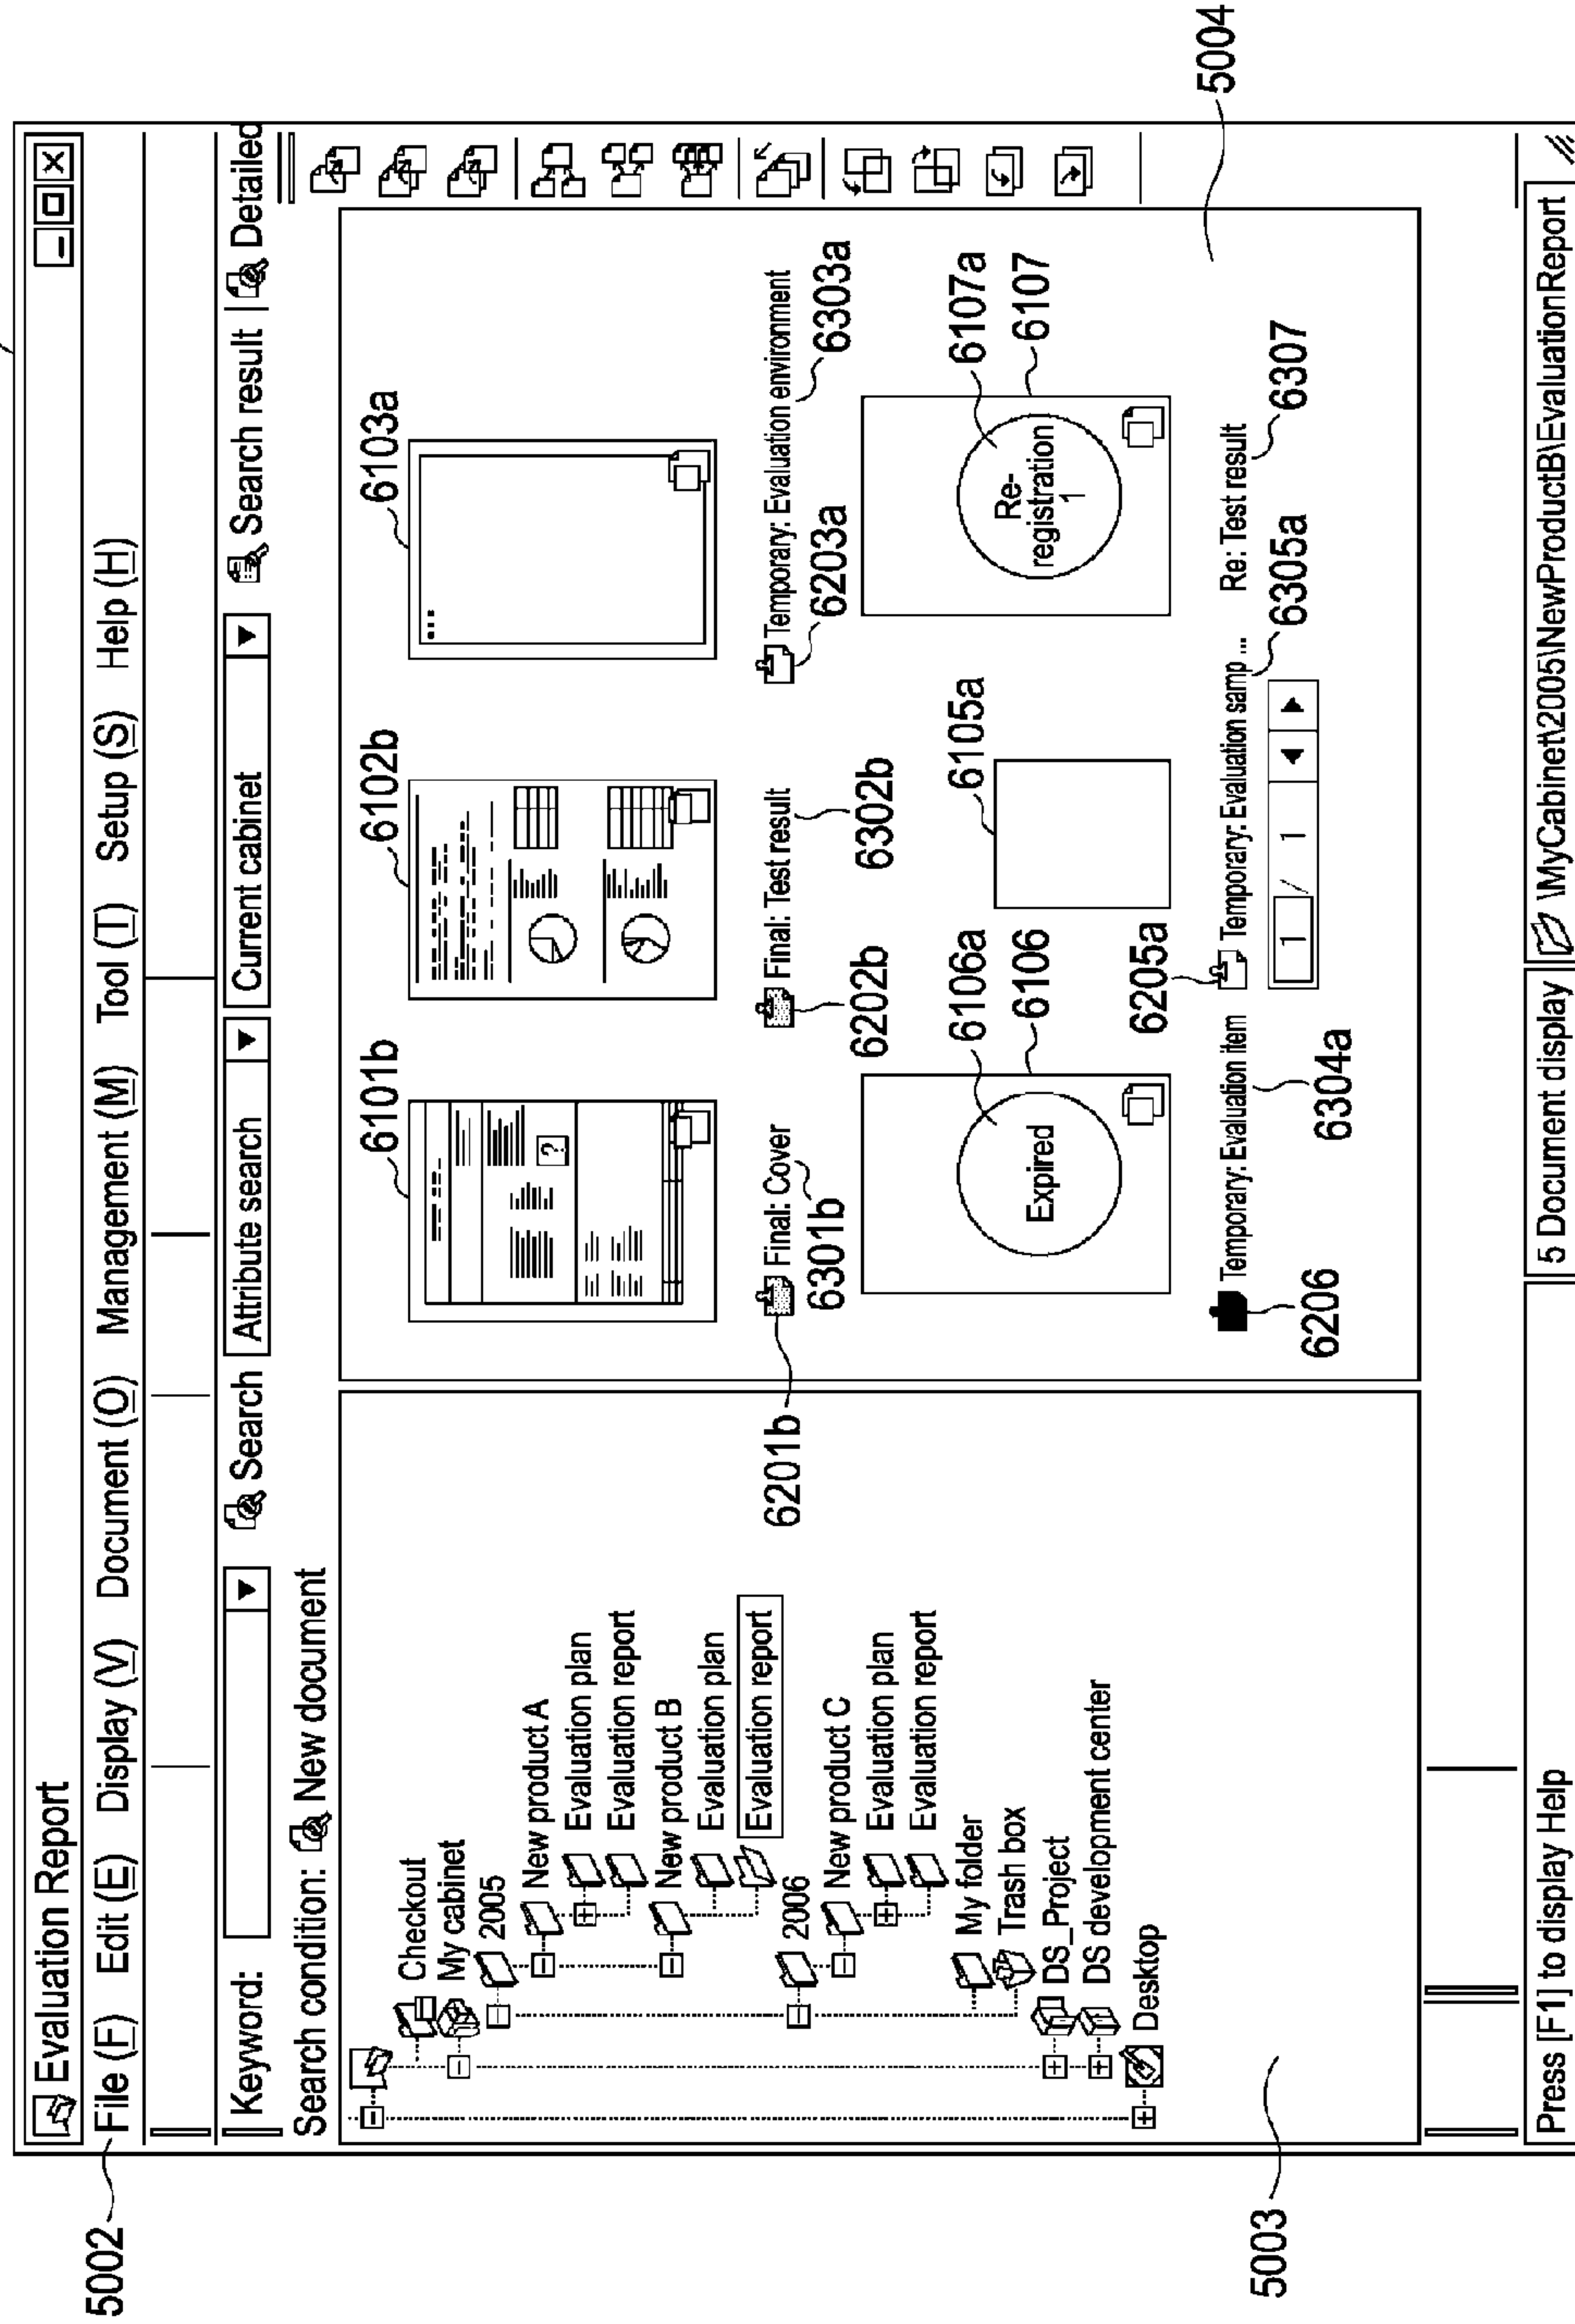 Evaluation Report
5002
File (F) Edit (E) Display (V) Document (O) Management (M) Tool (T) Setup (S) Help (H)
Keyword: Search Attribute search Current cabinet Search result Detailed
Search condition: New document
Checkout
My cabinet
2005
New product A
Evaluation plan
Evaluation report
New product B
Evaluation plan
Evaluation report
2006
New product C
Evaluation plan
Evaluation report
My folder
Trash box
DS_Project
DS development center
Desktop
5003
6101b 6102b 6103a
?
6201b
Final: Cover Final: Test result Temporary: Evaluation environment
6301b 6202b 6302b 6203a 6303a
6106a 6105a 6107a
6106 6107
Expired
Re-
registration
1
6205a
Temporary: Evaluation item Temporary: Evaluation samp ... Re: Test result
6206 6304a 6305a 6307
1 / 1
5004
Press [F1] to display Help 5 Document display \MyCabinet\2005\NewProductB\EvaluationReport